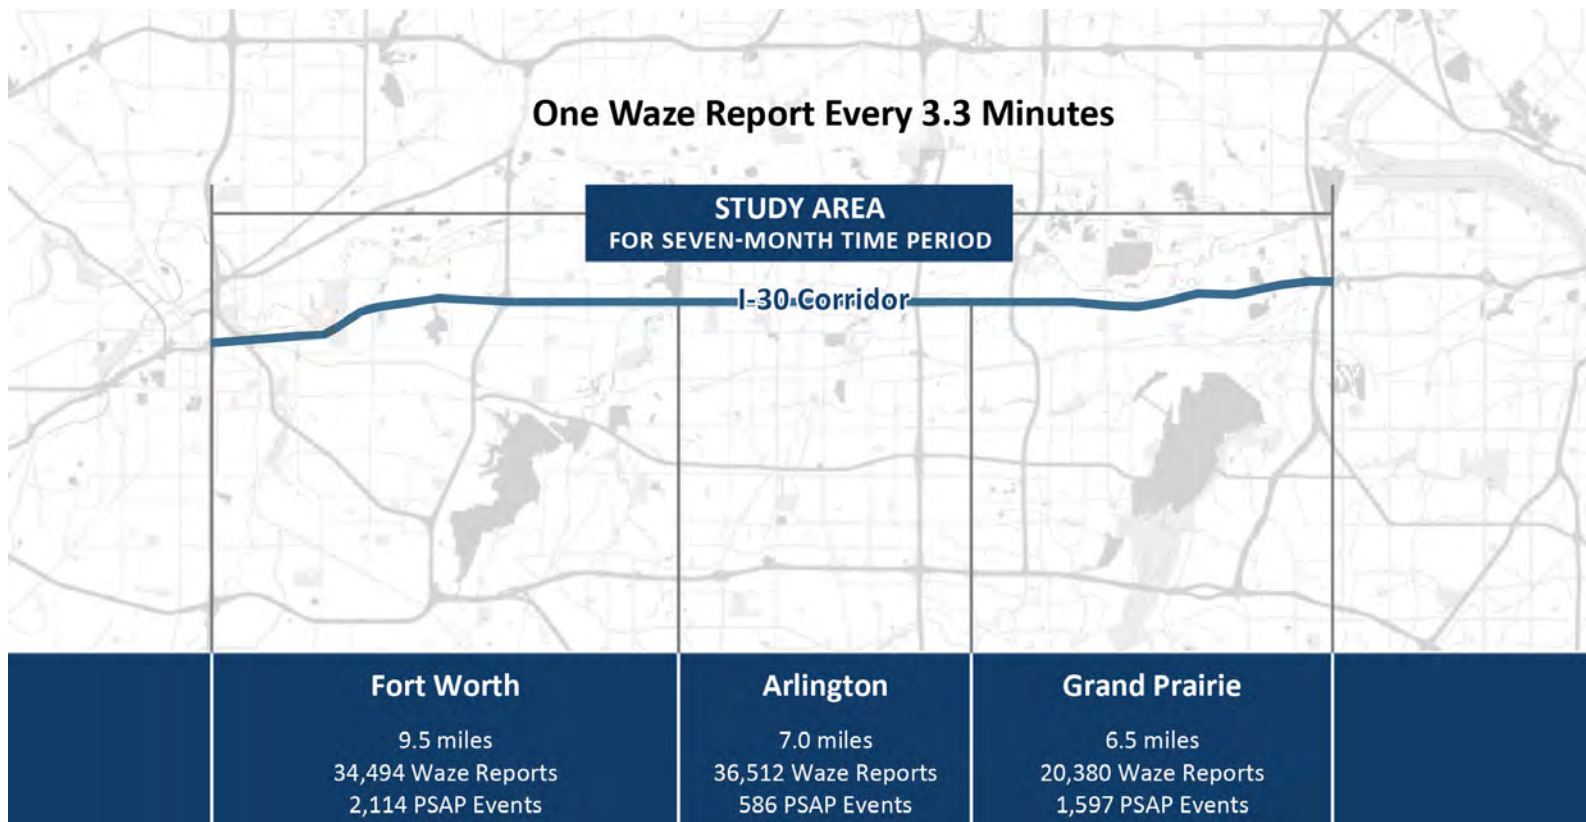 One Waze Report Every 3.3 Minutes
STUDY AREA
FOR SEVEN-MONTH TIME PERIOD
I-30 Corridor
Fort Worth
9.5 miles
34,494 Waze Reports
2,114 PSAP Events
Arlington
7.0 miles
36,512 Waze Reports
586 PSAP Events
Grand Prairie
6.5 miles
20,380 Waze Reports
1,597 PSAP Events